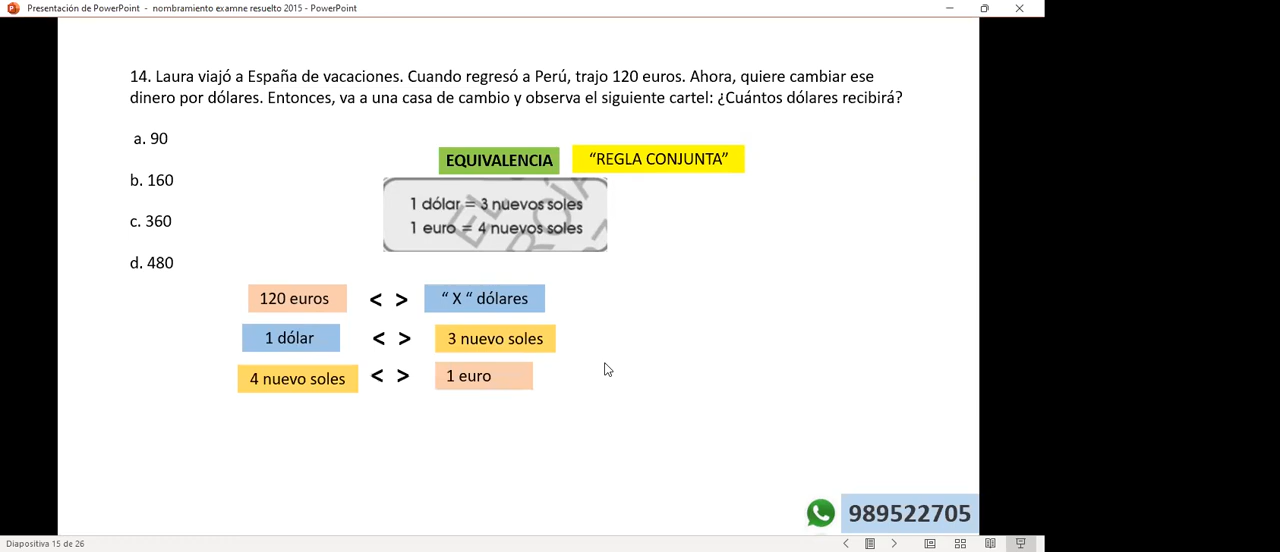 Presentación de PowerPoint - nombramiento examne resuelto 2015 - PowerPoint
14. Laura viajó a España de vacaciones. Cuando regresó a Perú, trajo 120 euros. Ahora, quiere cambiar ese
dinero por dólares. Entonces, va a una casa de cambio y observa el siguiente cartel: ¿Cuántos dólares recibirá?
a. 90
EQUIVALENCIA “REGLA CONJUNTA”
b. 160
1 dólar = 3 nuevos soles
c. 360
1 euro = 4 nuevos soles
d. 480
120 euros < > “ X “ dólares
1 dólar < > 3 nuevo soles
4 nuevo soles < > 1 euro
989522705
Diapositiva 15 de 26